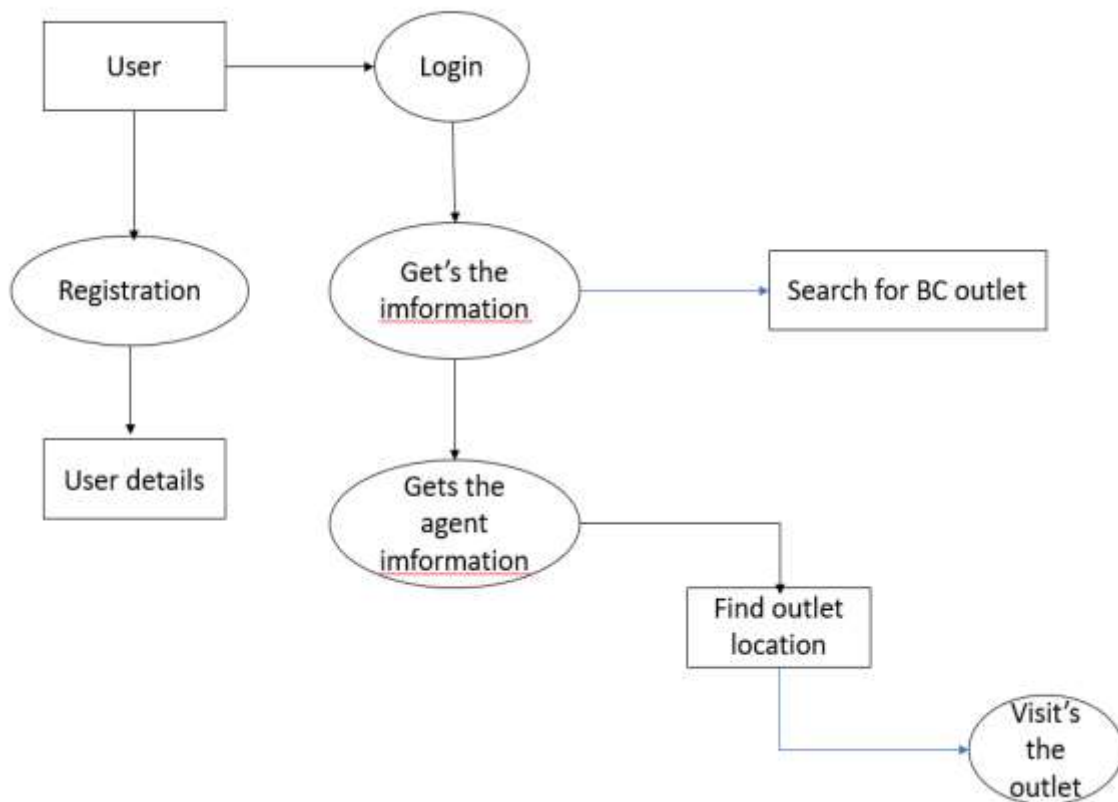 User
Login
Registration
Get's the
imformation
Search for BC outlet
User details
Gets the
agent
imformation
Find outlet
location
Visit's
the
outlet